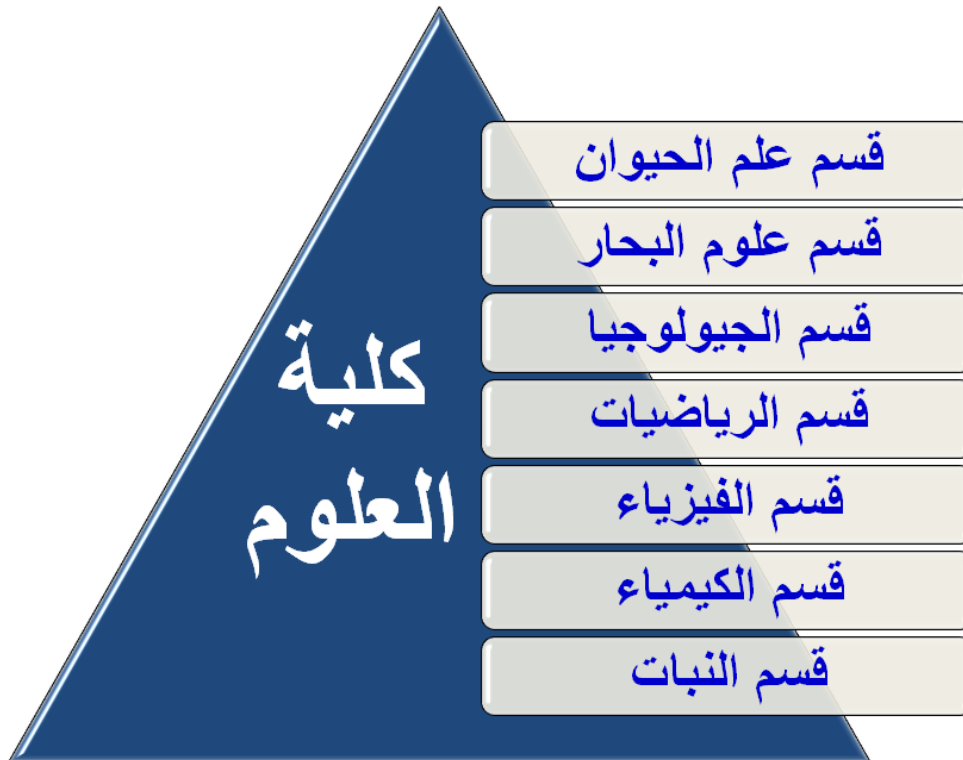 كلية
العلوم
قسم علم الحيوان
قسم علوم البحار
قسم الجيولوجيا
قسم الرياضيات
قسم الفيزياء
قسم الكيمياء
قسم النبات